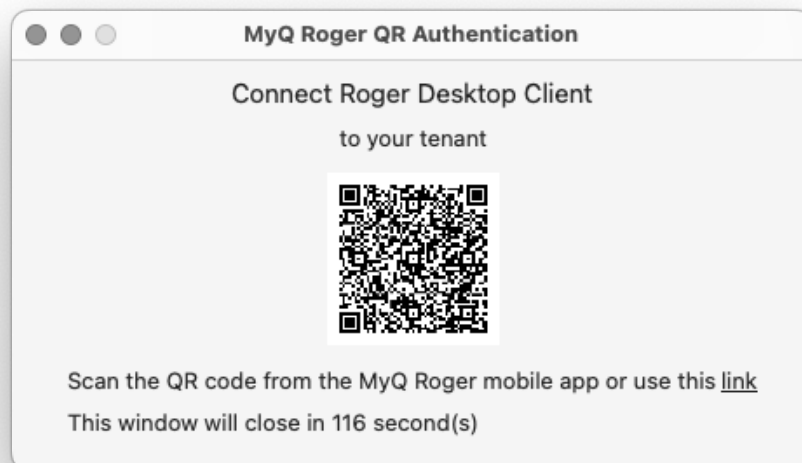 MyQ Roger QR Authentication
Connect Roger Desktop Client
to your tenant
Scan the QR code from the MyQ Roger mobile app or use this link
This window will close in 116 second(s)